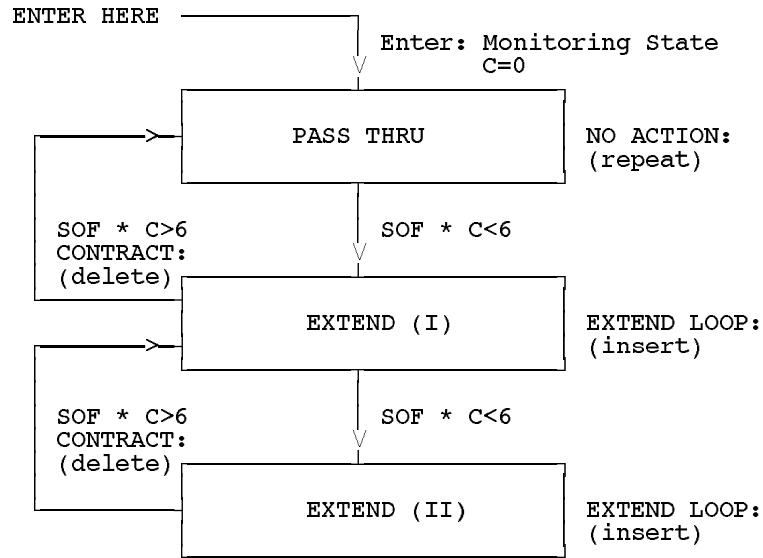 ENTER HERE
Enter: Monitoring State
C=0
PASS THRU
NO ACTION:
(repeat)
SOF * C>6
CONTRACT:
(delete)
SOF * C<6
EXTEND (I)
EXTEND LOOP:
(insert)
SOF * C>6
CONTRACT:
(delete)
SOF * C<6
EXTEND (II)
EXTEND LOOP:
(insert)